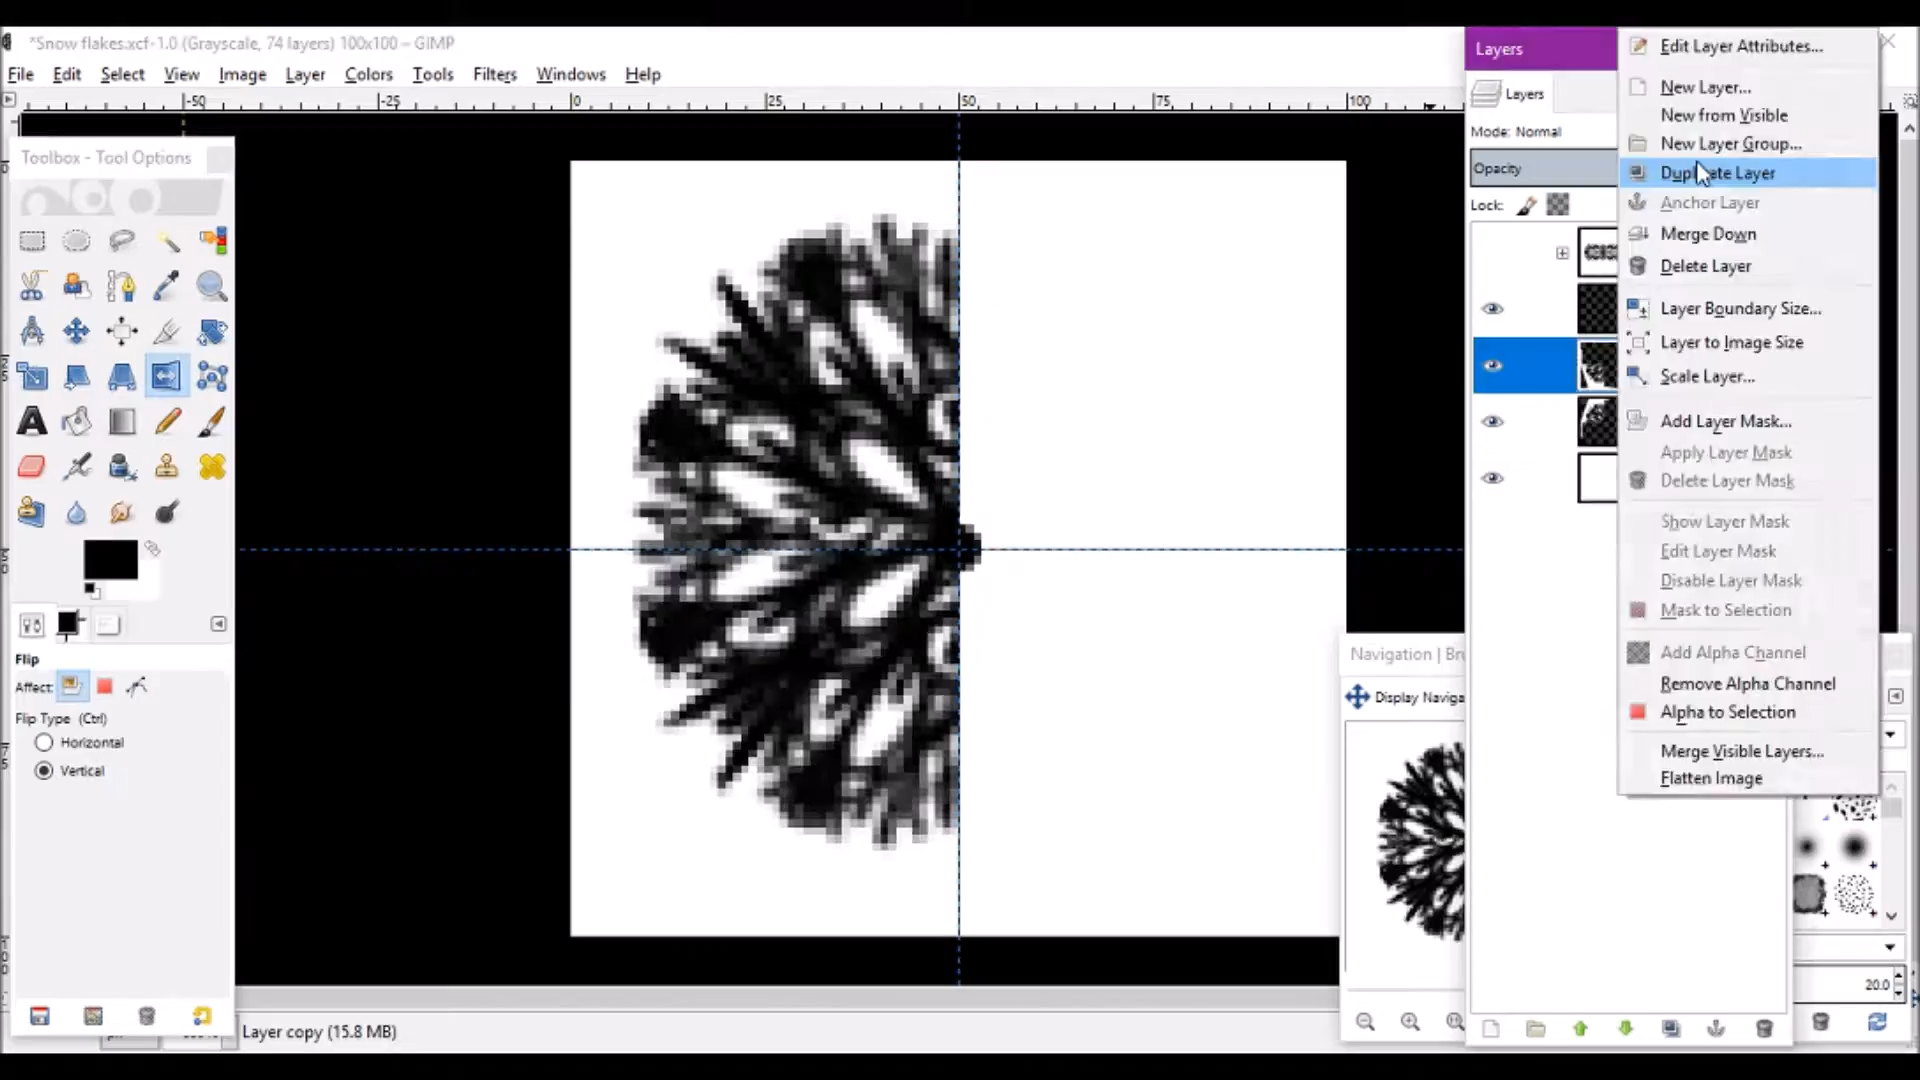 *Snow flakes.xcf-1.0 (Grayscale, 74 layers) 100x100 – GIMP
File Edit Select View Image Layer Colors Tools Filters Windows Help
-50 -25 0 25 50 75 100
Toolbox - Tool Options
Flip
Affect:
Flip Type (Ctrl)
Horizontal
Vertical
Layer copy (15.8 MB)
Layers
Layers
Mode: Normal
Opacity
Lock:
Edit Layer Attributes...
New Layer...
New from Visible
New Layer Group...
Duplicate Layer
Anchor Layer
Merge Down
Delete Layer
Layer Boundary Size...
Layer to Image Size
Scale Layer...
Add Layer Mask...
Apply Layer Mask
Delete Layer Mask
Show Layer Mask
Edit Layer Mask
Disable Layer Mask
Mask to Selection
Add Alpha Channel
Remove Alpha Channel
Alpha to Selection
Merge Visible Layers...
Flatten Image
Navigation | Bru
Display Naviga
20.0